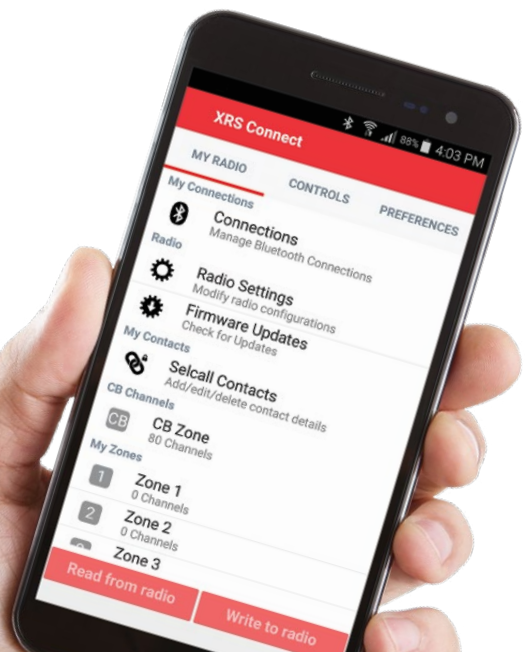 88% 4:03 PM
XRS Connect
MY RADIO CONTROLS PREFERENCES
My Connections
Connections
Manage Bluetooth Connections
Radio
Radio Settings
Modify radio configurations
Firmware Updates
Check for Updates
My Contacts
Selcall Contacts
Add/edit/delete contact details
CB Channels
CB CB Zone
80 Channels
My Zones
1 Zone 1
0 Channels
2 Zone 2
0 Channels
Zone 3
Read from radio Write to radio